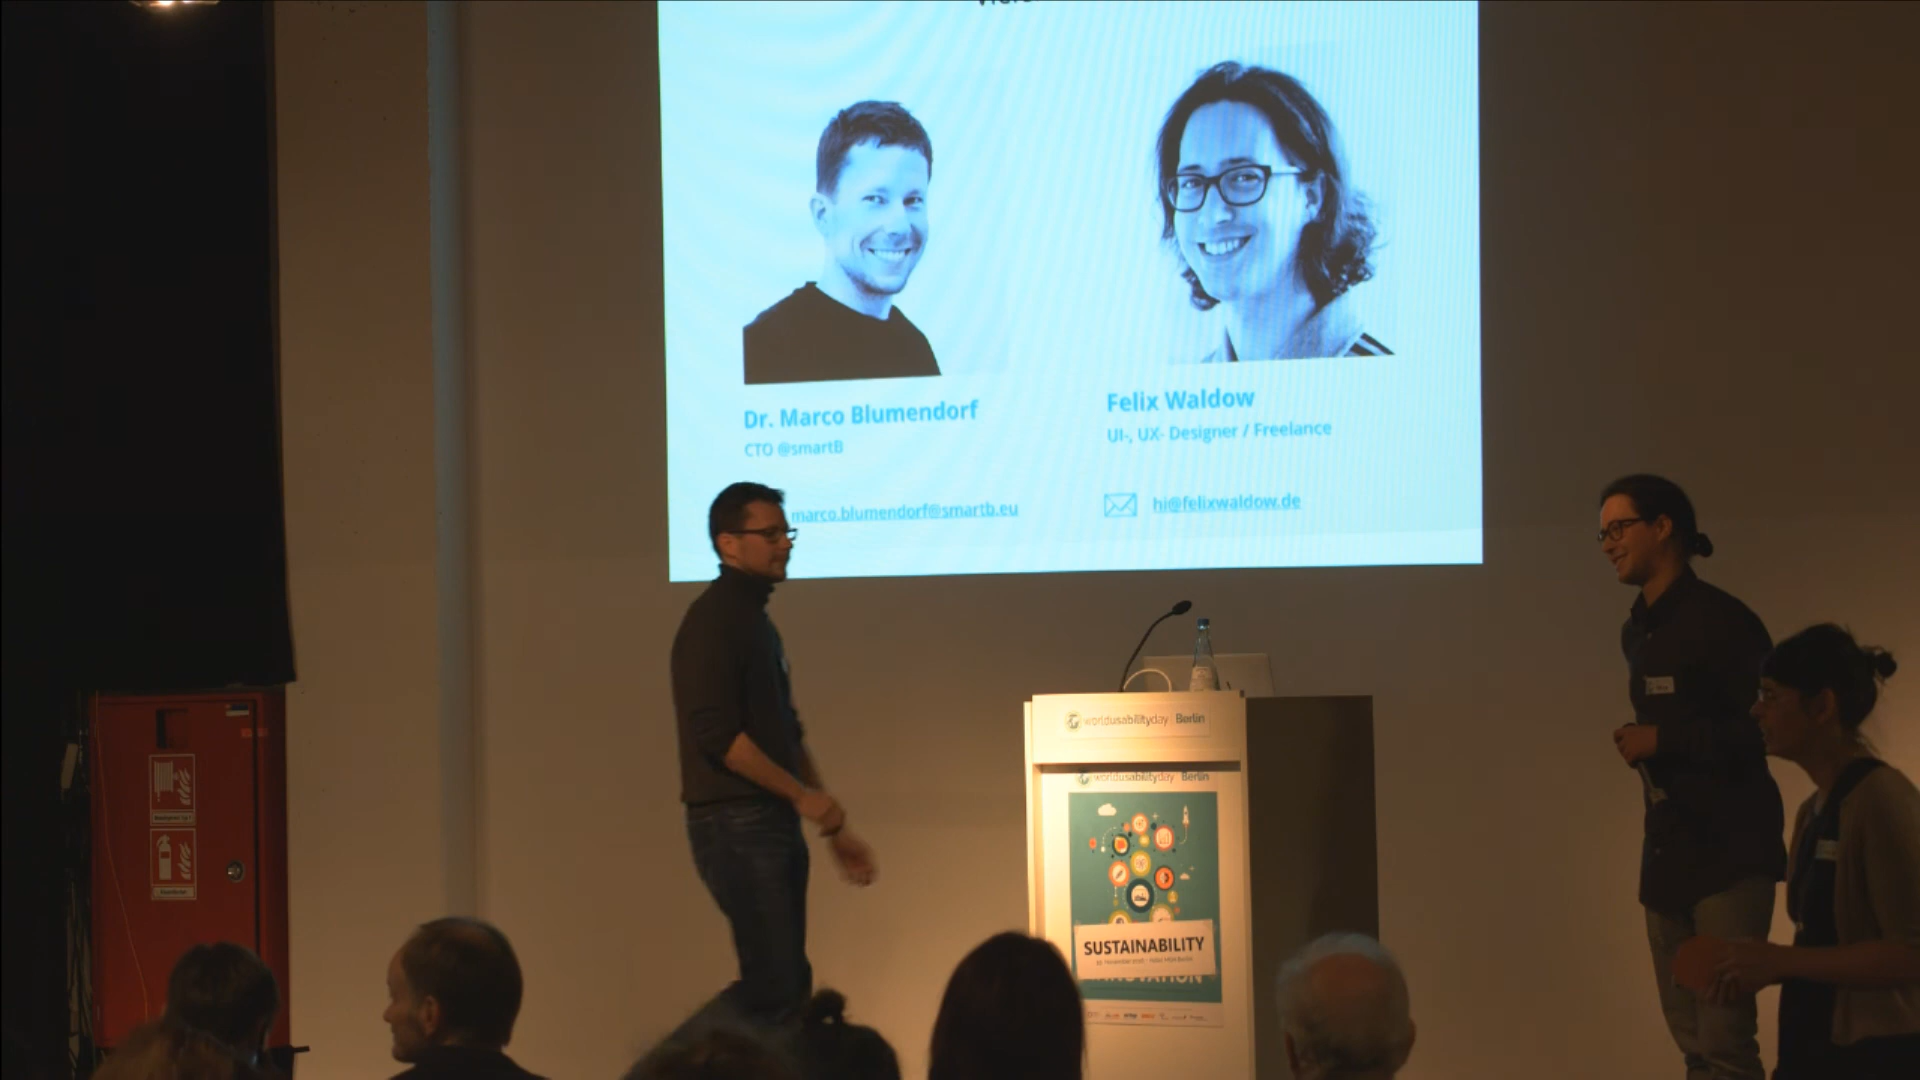 Dr. Marco Blumendorf
CTO @smartB
marco.blumendorf@smartb.eu
Felix Waldow
UI-, UX- Designer / Freelance
hi@felixwaldow.de
worldusabilityday Berlin
worldusabilityday Berlin
SUSTAINABILITY